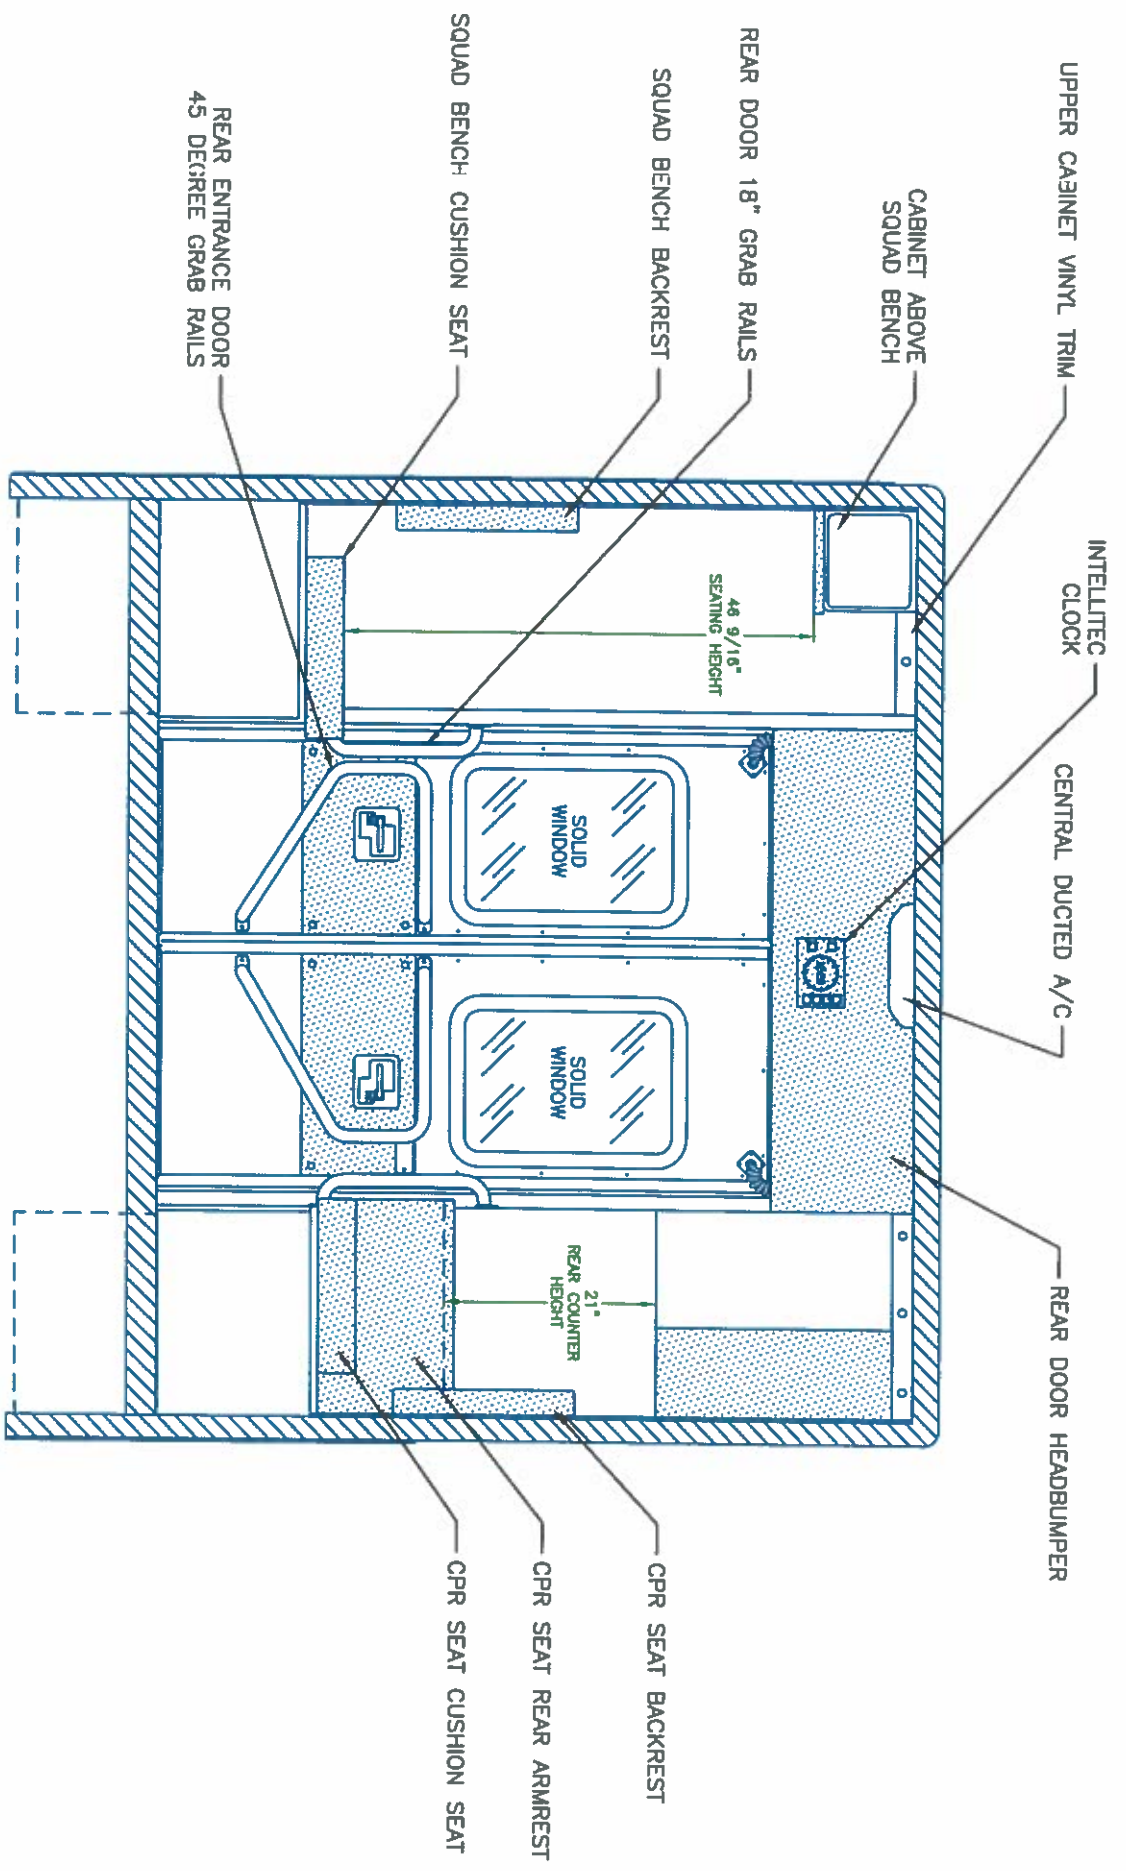 UPPER CABINET VINYL TRIM
CABINET ABOVE
SQUAD BENCH
REAR DOOR 18" GRAB RAILS
SQUAD BENCH BACKREST
SQUAD BENCH CUSHION SEAT
REAR ENTRANCE DOOR
45 DEGREE GRAB RAILS
INTELLITEC
CLOCK
CENTRAL DUCTED A/C
REAR DOOR HEADBUMPER
CPR SEAT BACKREST
CPR SEAT REAR ARMREST
CPR SEAT CUSHION SEAT
46 9/16"
SEATING HEIGHT
SOLID
WINDOW
SOLID
WINDOW
21"
REAR COUNTER
HEIGHT